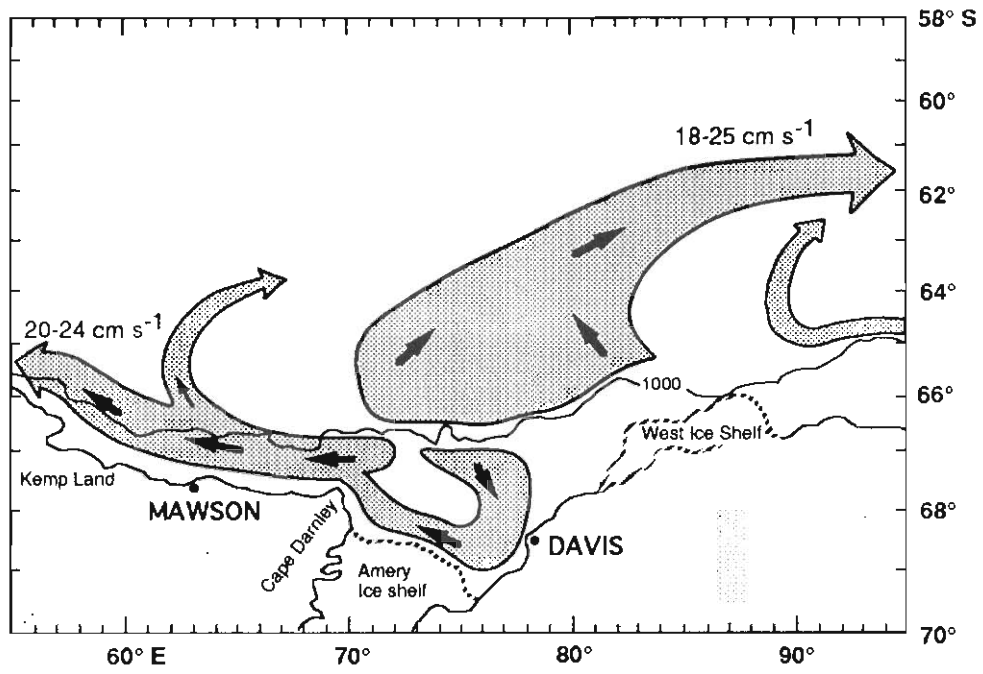 58° S
60°
18-25 cm s-1
62°
64°
20-24 cm s-1
1000
66°
West Ice Shelf
Kemp Land
MAWSON
68°
Cape Darnley
DAVIS
Amery
Ice shelf
70°
60° E
70°
80°
90°